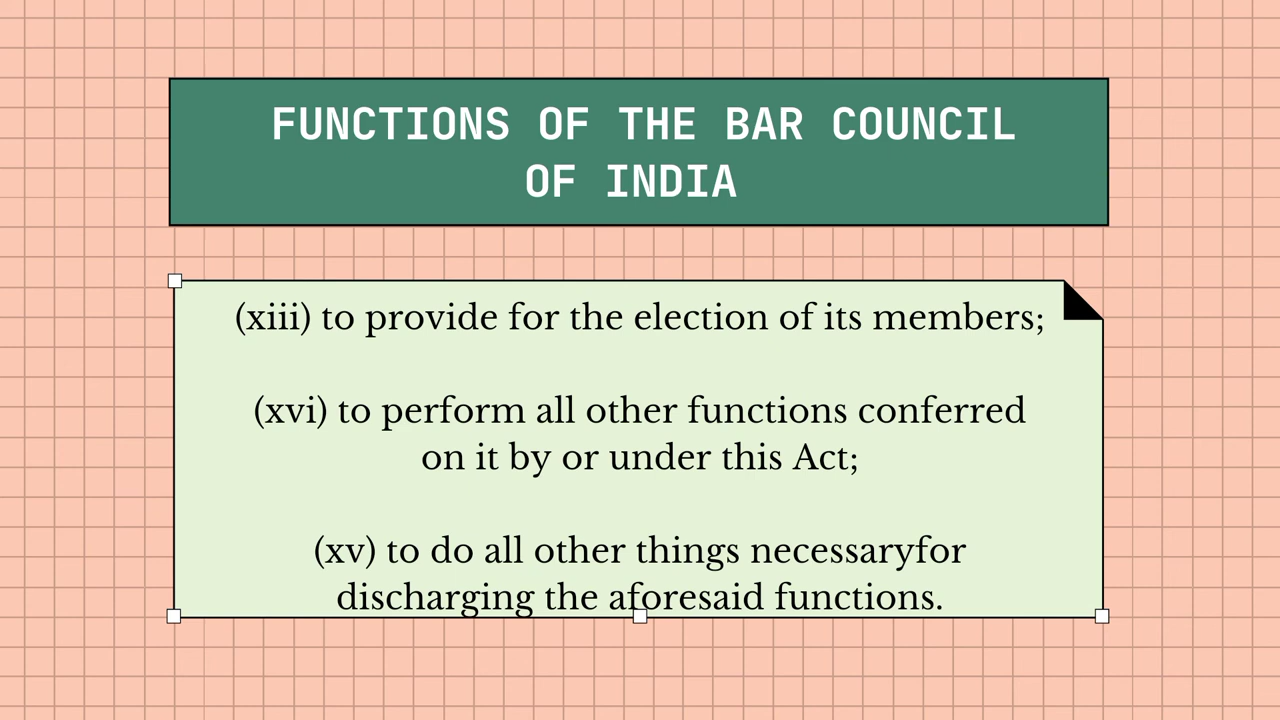 FUNCTIONS OF THE BAR COUNCIL
OF INDIA
(xiii) to provide for the election of its members;
(xvi) to perform all other functions conferred
on it by or under this Act;
(xv) to do all other things necessaryfor
discharging the aforesaid functions.